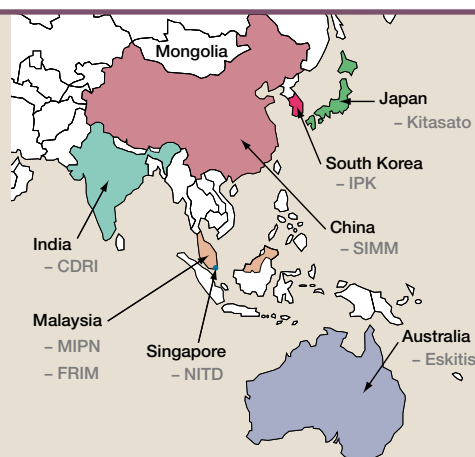 Mongolia
Japan
– Kitasato
South Korea
– IPK
China
– SIMM
India
– CDRI
Malaysia
– MIPN
– FRIM
Singapore
– NITD
Australia
– Eskitis